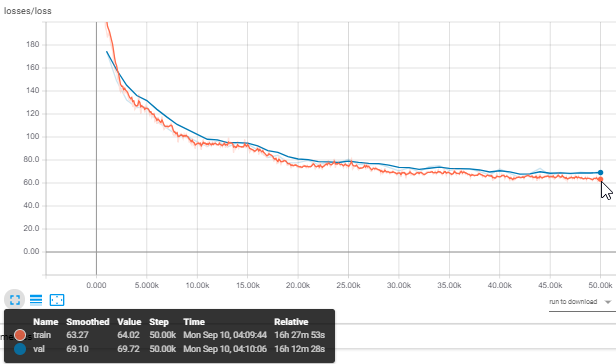 losses/loss
180
160
140
120
100
80.0
60.0
40.0
20.0
0.00
0.000 5.000k 10.00k 15.00k 20.00k 25.00k 30.00k 35.00k 40.00k 45.00k 50.00k
run to download
Name Smoothed Value Step Time Relative
train 63.27 64.02 50.00k Mon Sep 10, 04:09:44 16h 27m 53s
val 69.10 69.72 50.00k Mon Sep 10, 04:10:06 16h 12m 28s